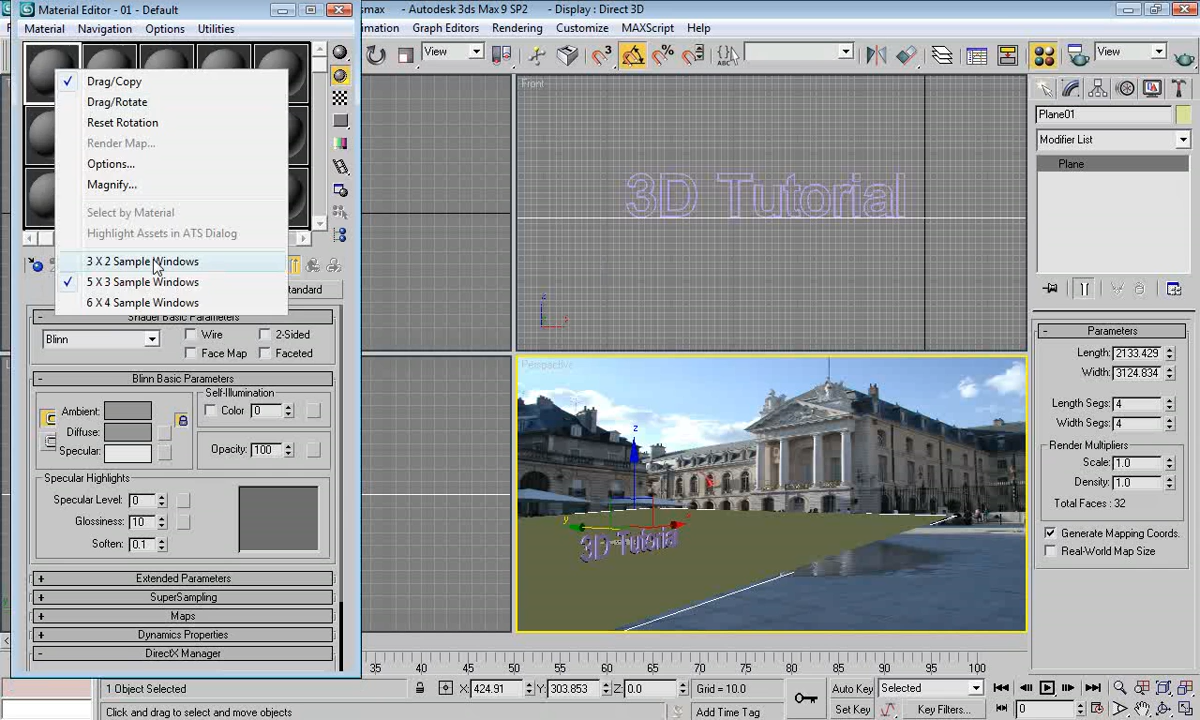 Material Editor - 01 - Default
max - Autodesk 3ds Max 9 SP2 - Display : Direct 3D
Material Navigation Options Utilities
nimation Graph Editors Rendering Customize MAXScript Help
View
View
Drag/Copy
Drag/Rotate
Reset Rotation
Render Map...
Options...
Magnify...
Select by Material
Highlight Assets in ATS Dialog
3 X 2 Sample Windows
5 X 3 Sample Windows
6 X 4 Sample Windows
tandard
Shader Basic Parameters
Blinn
Wire
2-Sided
Face Map
Faceted
Blinn Basic Parameters
Self-Illumination
Ambient:
Color 0
Diffuse:
Specular:
Opacity: 100
Specular Highlights
Specular Level: 0
Glossiness: 10
Soften: 0.1
Extended Parameters
SuperSampling
Maps
Dynamics Properties
DirectX Manager
Front
3D Tutorial
z
x
Perspective
z
y
x
3D Tutorial
Plane01
Modifier List
Plane
Parameters
Length: 2133.429
Width: 3124.834
Length Segs: 4
Width Segs: 4
Render Multipliers
Scale: 1.0
Density: 1.0
Total Faces : 32
Generate Mapping Coords.
Real-World Map Size
35 40 45 50 55 60 65 70 75 80 85 90 95 100
1 Object Selected
X: 424.91 Y: 303.853 Z: 0.0
Grid = 10.0
Auto Key Selected
Click and drag to select and move objects
Add Time Tag
Set Key
Key Filters...
0